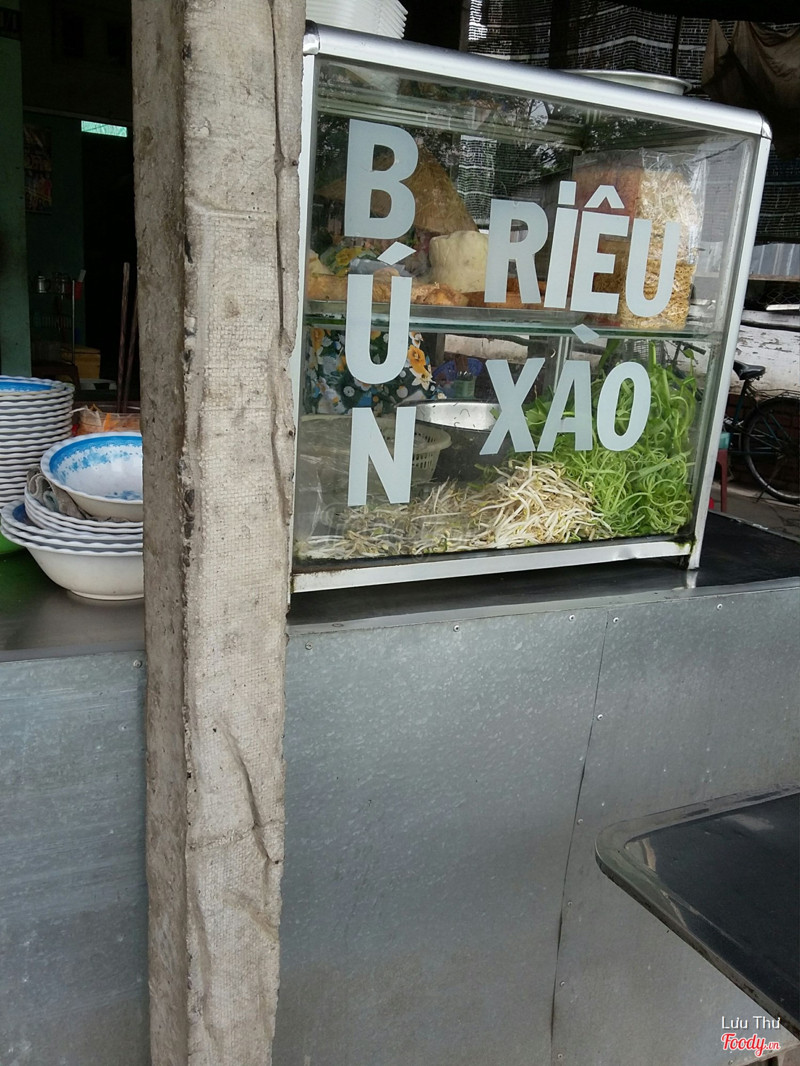 BÚN
RIÊU
XÀO
Lưu Thư
Foody.vn